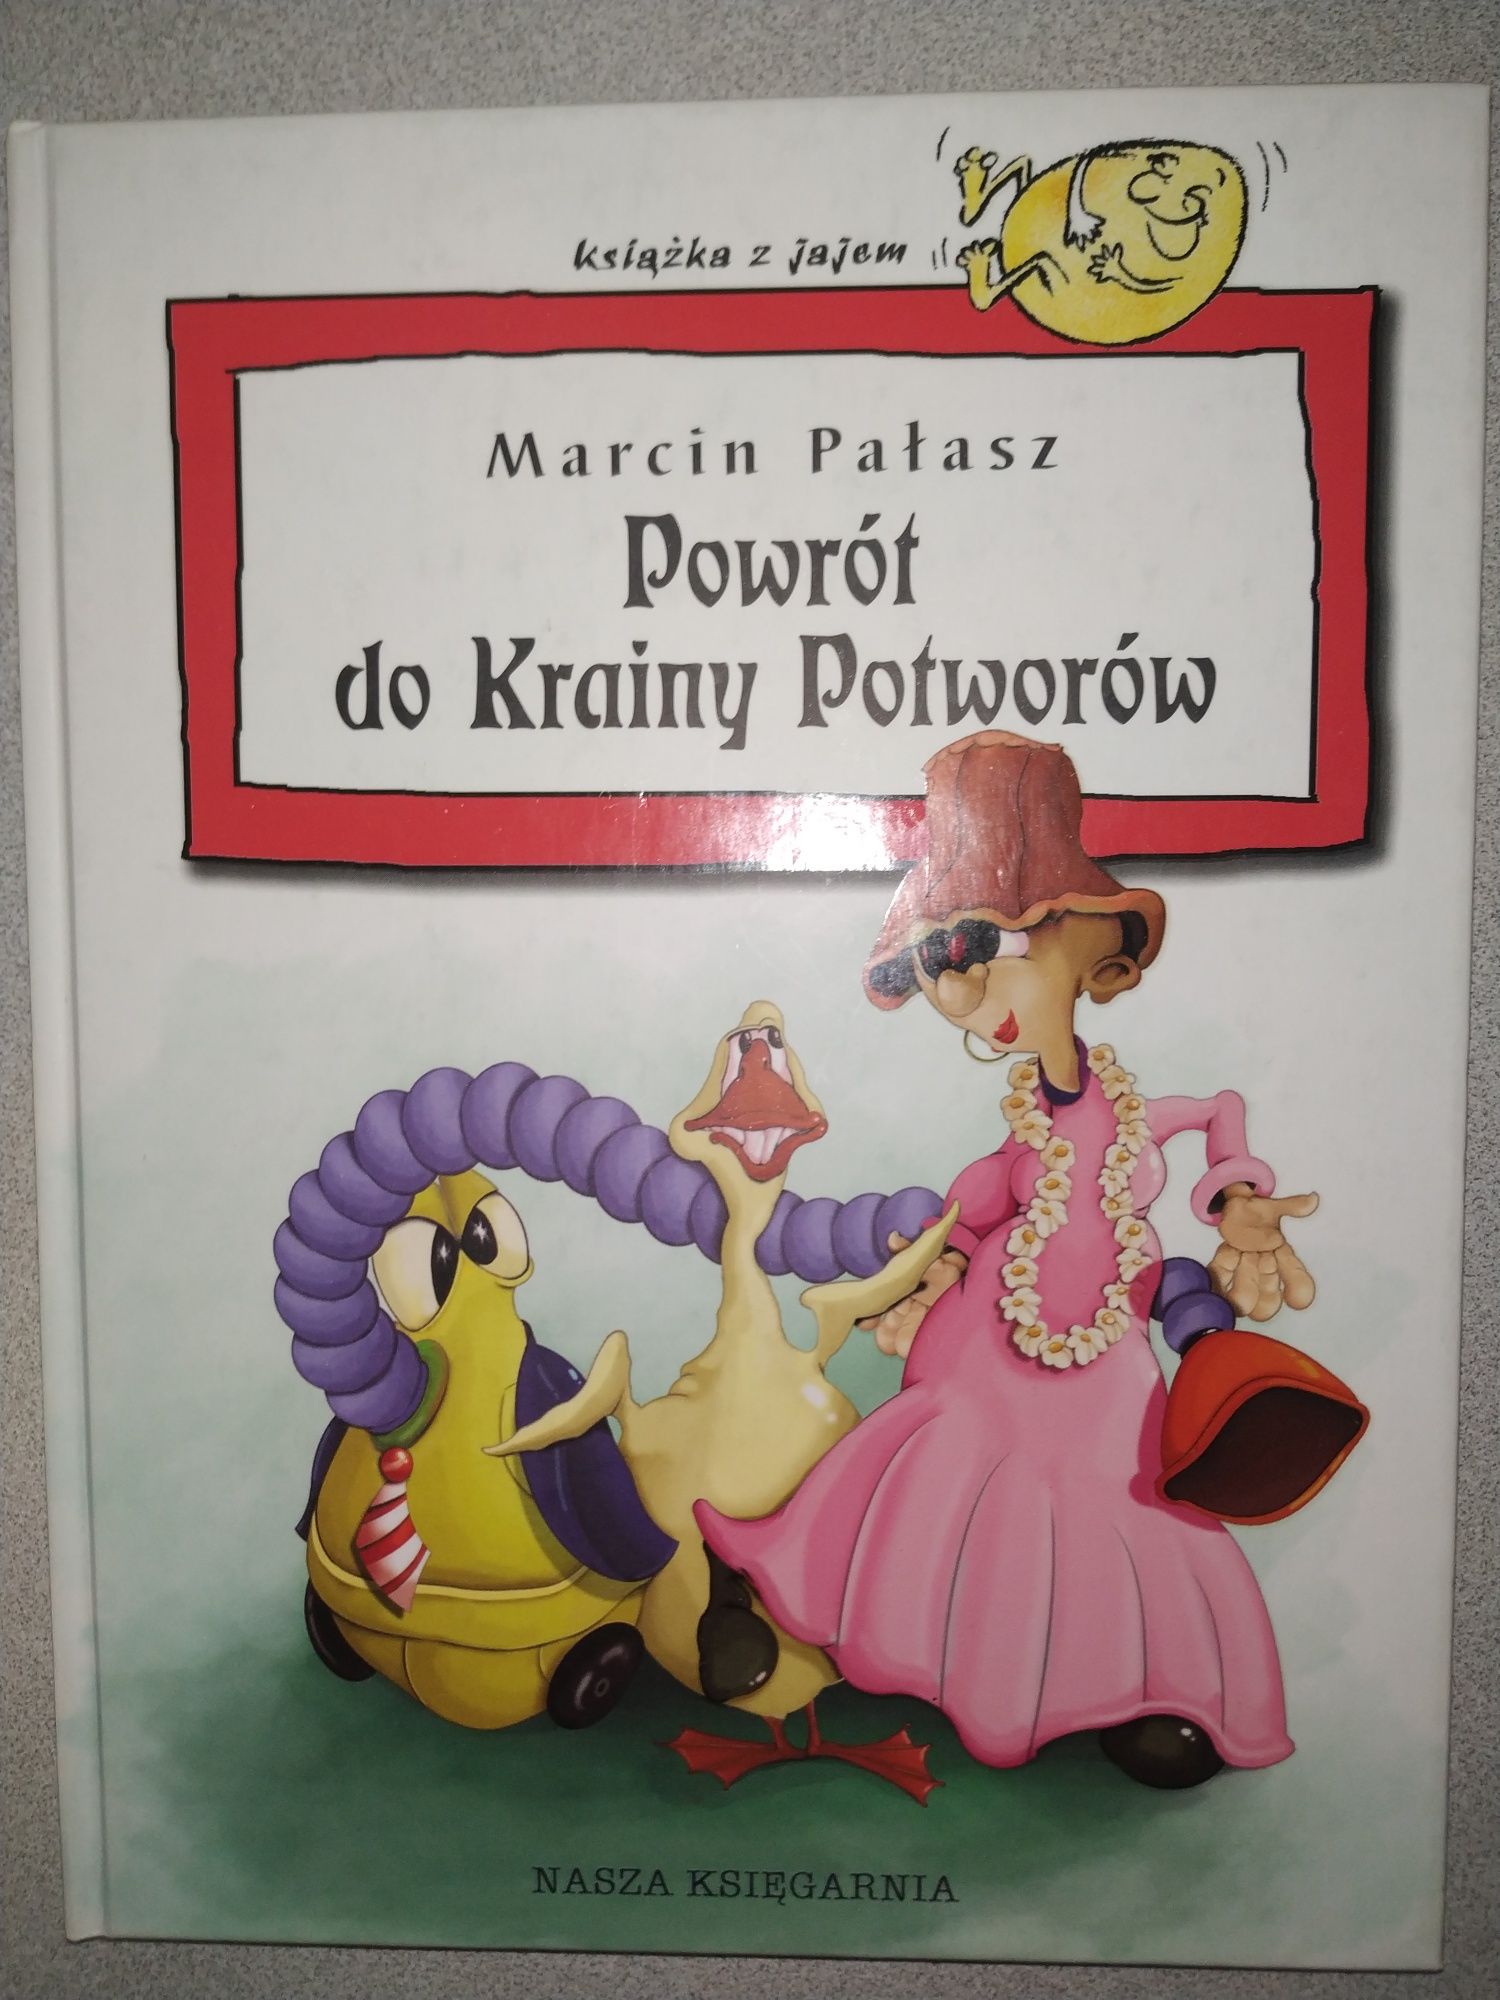 książka z jajem
Marcin Pałasz
Powrót
do Krainy Potworów
NASZA KSIĘGARNIA